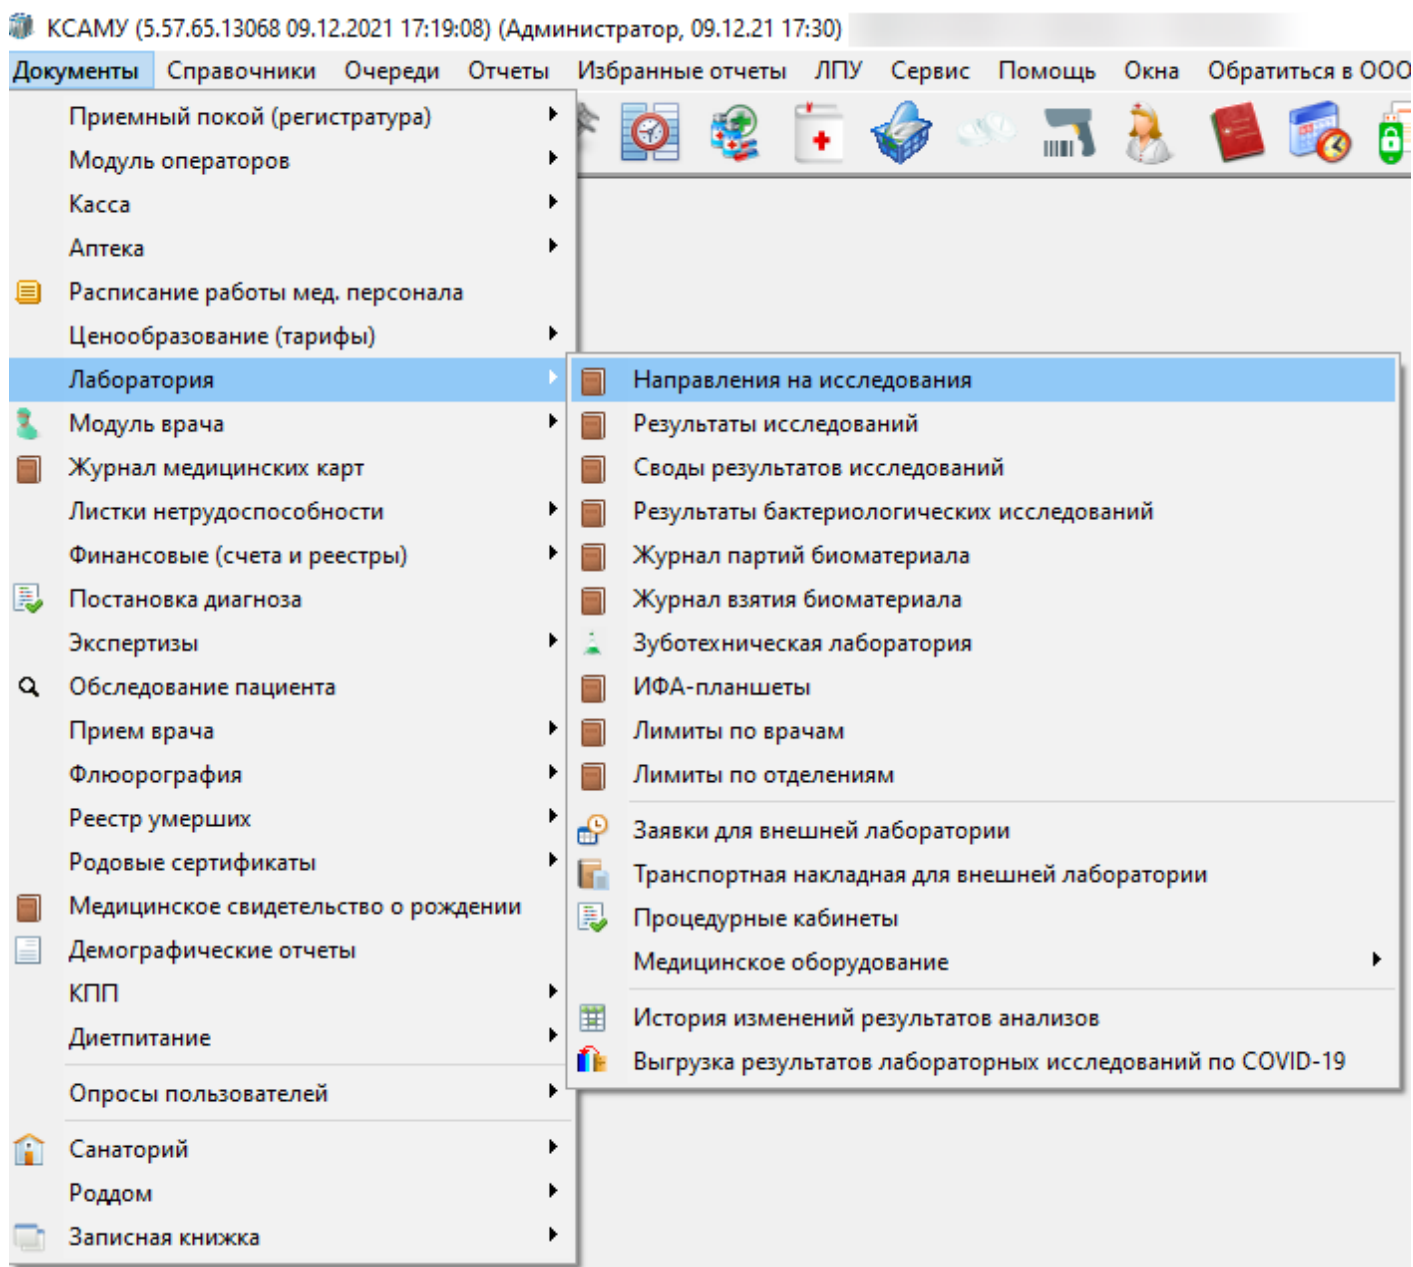 КСАМУ (5.57.65.13068 09.12.2021 17:19:08) (Администратор, 09.12.21 17:30)
Документы Справочники Очереди Отчеты Избранные отчеты ЛПУ Сервис Помощь Окна Обратиться в ООО
Приемный покой (регистратура)
Модуль операторов
Касса
Аптека
Расписание работы мед. персонала
Ценообразование (тарифы)
Лаборатория
Модуль врача
Журнал медицинских карт
Листки нетрудоспособности
Финансовые (счета и реестры)
Постановка диагноза
Экспертизы
Обследование пациента
Прием врача
Флюорография
Реестр умерших
Родовые сертификаты
Медицинское свидетельство о рождении
Демографические отчеты
КПП
Диетпитание
Опросы пользователей
Санаторий
Роддом
Записная книжка
Направления на исследования
Результаты исследований
Своды результатов исследований
Результаты бактериологических исследований
Журнал партий биоматериала
Журнал взятия биоматериала
Зуботехническая лаборатория
ИФА-планшеты
Лимиты по врачам
Лимиты по отделениям
Заявки для внешней лаборатории
Транспортная накладная для внешней лаборатории
Процедурные кабинеты
Медицинское оборудование
История изменений результатов анализов
Выгрузка результатов лабораторных исследований по COVID-19